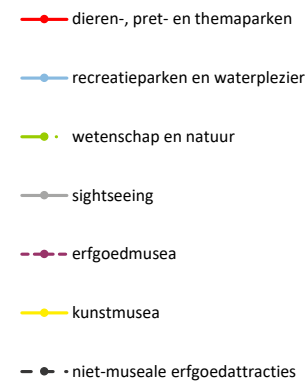 dieren-, pret- en themaparken
recreatieparken en waterplezier
wetenschap en natuur
sightseeing
erfgoedmusea
kunstmusea
niet-museale erfgoedattracties